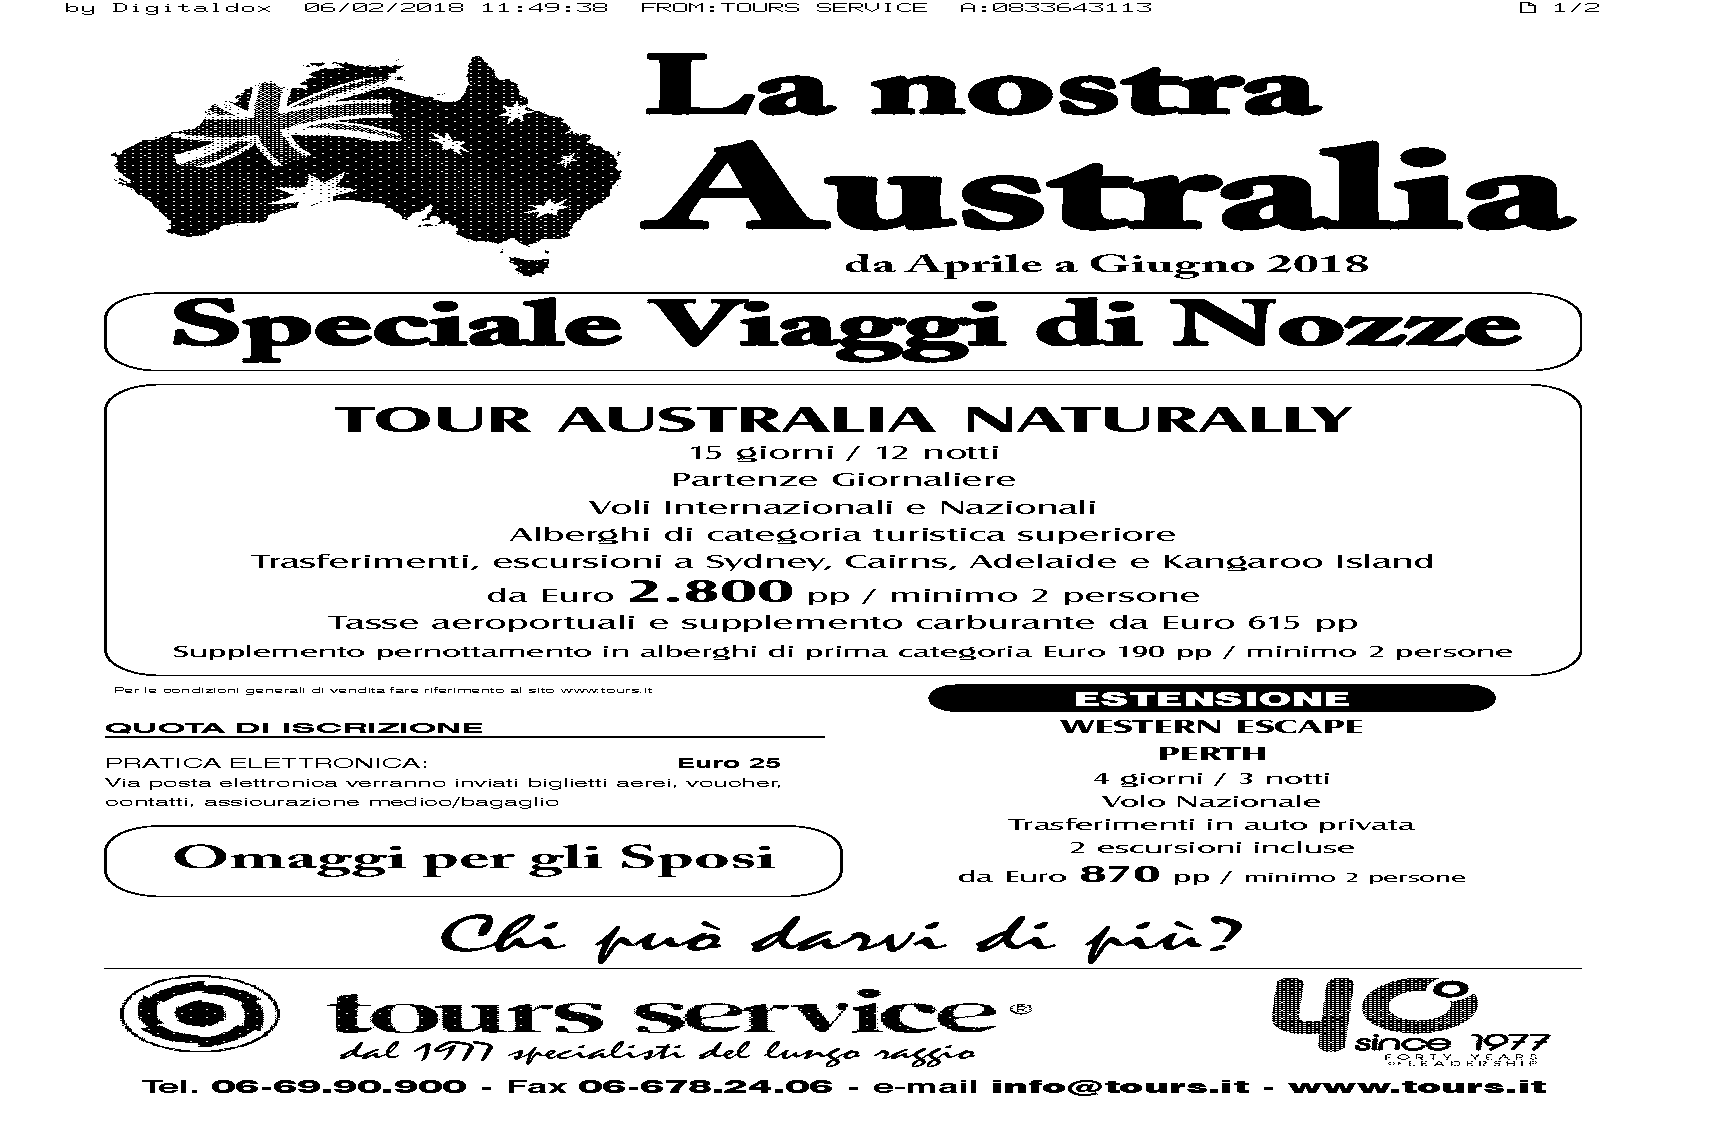 by Digitaldox 06/02/2018 11:49:38 FROM:TOURS SERVICE A:0833643113 1/2
La nostra
Australia
da Aprile a Giugno 2018
Speciale Viaggi di Nozze
TOUR AUSTRALIA NATURALLY
15 giorni / 12 notti
Partenze Giornaliere
Voli Internazionali e Nazionali
Alberghi di categoria turistica superiore
Trasferimenti, escursioni a Sydney, Cairns, Adelaide e Kangaroo Island
da Euro 2.800 pp / minimo 2 persone
Tasse aeroportuali e supplemento carburante da Euro 615 pp
Supplemento pernottamento in alberghi di prima categoria Euro 190 pp / minimo 2 persone
Per le condizioni generali di vendita fare riferimento al sito www.tours.it
QUOTA DI ISCRIZIONE
PRATICA ELETTRONICA: Euro 25
Via posta elettronica verranno inviati biglietti aerei, voucher,
contatti, assicurazione medico/bagaglio
Omaggi per gli Sposi
ESTENSIONE
WESTERN ESCAPE
PERTH
4 giorni / 3 notti
Volo Nazionale
Trasferimenti in auto privata
2 escursioni incluse
da Euro 870 pp / minimo 2 persone
Chi può darvi di più?
tours service ®
dal 1977 specialisti del lungo raggio
40
since 1977
FORTY YEARS
OF LEADERSHIP
Tel. 06-69.90.900 - Fax 06-678.24.06 - e-mail info@tours.it - www.tours.it